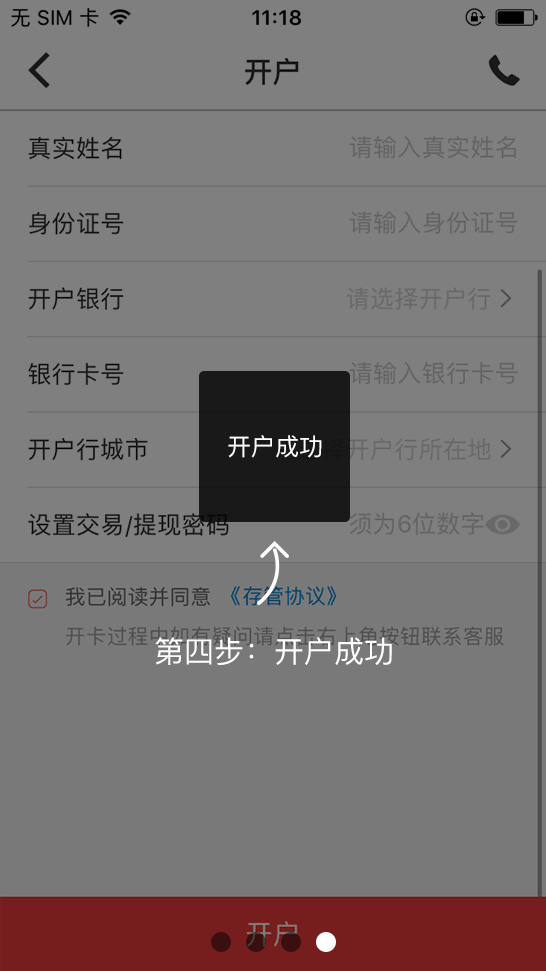 无 SIM 卡 11:18
开户
真实姓名 请输入真实姓名
身份证号 请输入身份证号
开户银行 请选择开户行
银行卡号 请输入银行卡号
开户成功
开户行城市 择开户行所在地
设置交易/提现密码 须为6位数字
我已阅读并同意 《存管协议》
开卡过程中如有疑问请点击右上角按钮联系客服
第四步：开户成功
开户